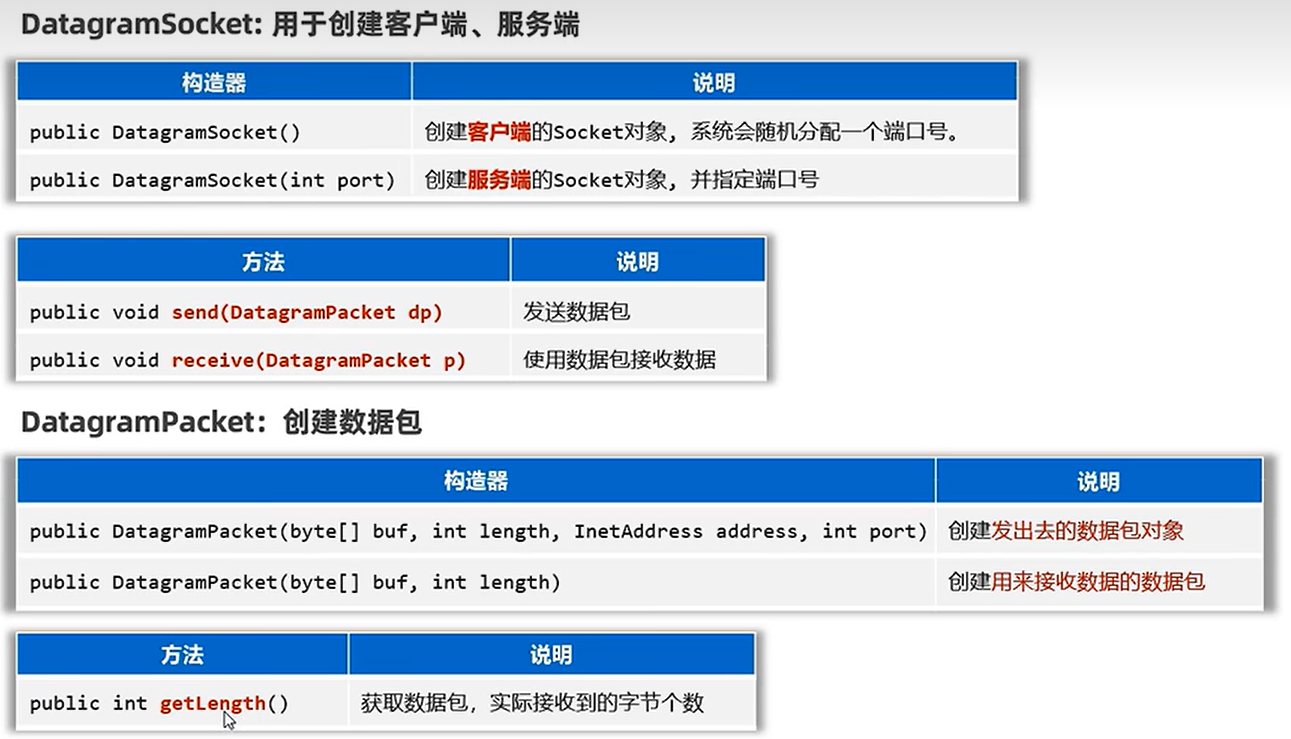 DatagramSocket: 用于创建客户端、服务端
构造器 说明
public DatagramSocket() 创建客户端的Socket对象，系统会随机分配一个端口号。
public DatagramSocket(int port) 创建服务端的Socket对象，并指定端口号
方法 说明
public void send(DatagramPacket dp) 发送数据包
public void receive(DatagramPacket p) 使用数据包接收数据
DatagramPacket：创建数据包
构造器 说明
public DatagramPacket(byte[] buf, int length, InetAddress address, int port) 创建发出去的数据包对象
public DatagramPacket(byte[] buf, int length) 创建用来接收数据的数据包
方法 说明
public int getLength() 获取数据包，实际接收到的字节个数